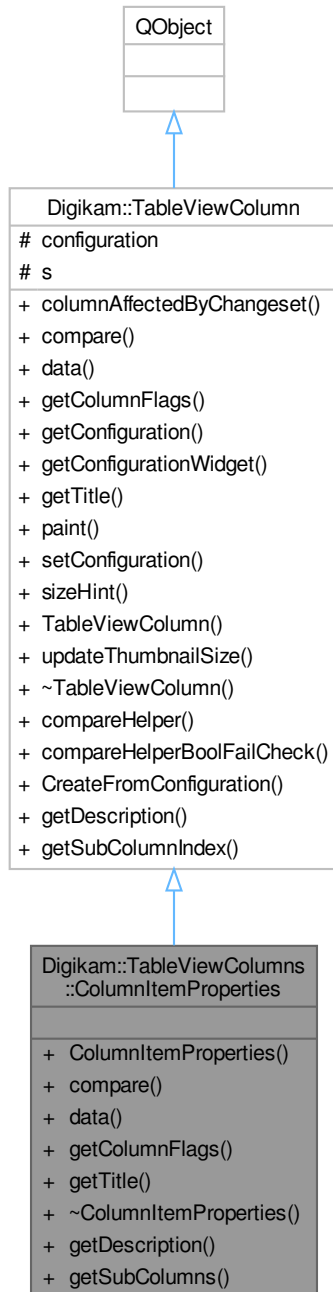 QObject
Digikam::TableViewColumn
# configuration
# s
+ columnAffectedByChangeset()
+ compare()
+ data()
+ getColumnFlags()
+ getConfiguration()
+ getConfigurationWidget()
+ getTitle()
+ paint()
+ setConfiguration()
+ sizeHint()
+ TableViewColumn()
+ updateThumbnailSize()
+ ~TableViewColumn()
+ compareHelper()
+ compareHelperBoolFailCheck()
+ CreateFromConfiguration()
+ getDescription()
+ getSubColumnIndex()
Digikam::TableViewColumns
::ColumnItemProperties
+ ColumnItemProperties()
+ compare()
+ data()
+ getColumnFlags()
+ getTitle()
+ ~ColumnItemProperties()
+ getDescription()
+ getSubColumns()